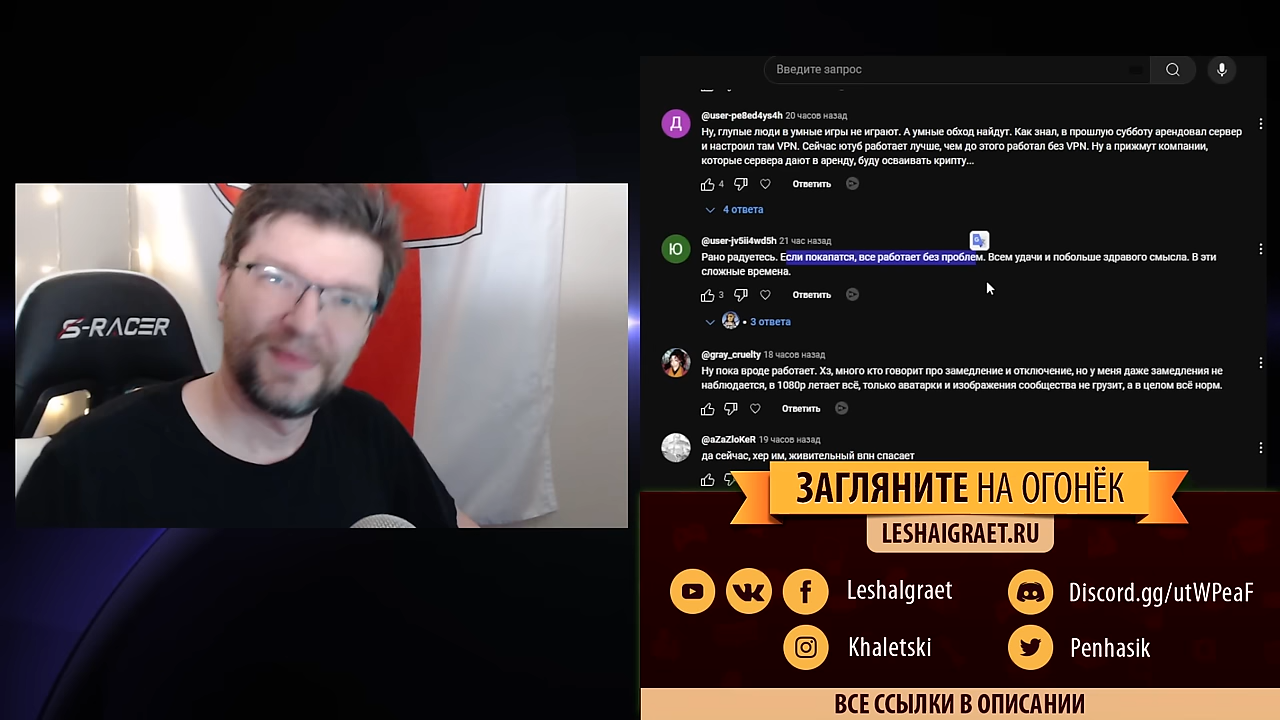 S-RACER
Введите запрос
Д
@user-pe8ed4ys4h 20 часов назад
Ну, глупые люди в умные игры не играют. А умные обход найдут. Как знал, в прошлую субботу арендовал сервер
и настроил там VPN. Сейчас ютуб работает лучше, чем до этого работал без VPN. Ну а прижмут компании,
которые сервера дают в аренду, буду осваивать крипту...
4
Ответить
4 ответа
Ю
@user-jv5ii4wd5h 21 час назад
Рано радуетесь. Если покапатся, все работает без проблем. Всем удачи и побольше здравого смысла. В эти
сложные времена.
3
Ответить
• 3 ответа
@gray_cruelty 18 часов назад
Ну пока вроде работает. Хз, много кто говорит про замедление и отключение, но у меня даже замедления не
наблюдается, в 1080p летает всё, только аватарки и изображения сообщества не грузит, а в целом всё норм.
Ответить
@aZaZloKeR 19 часов назад
да сейчас, хер им, живительный впн спасает
ЗАГЛЯНИТЕ НА ОГОНЁК
LESHAIGRAET.RU
LeshaIgraet
Discord.gg/utWPeaF
Khaletski
Penhasik
ВСЕ ССЫЛКИ В ОПИСАНИИ